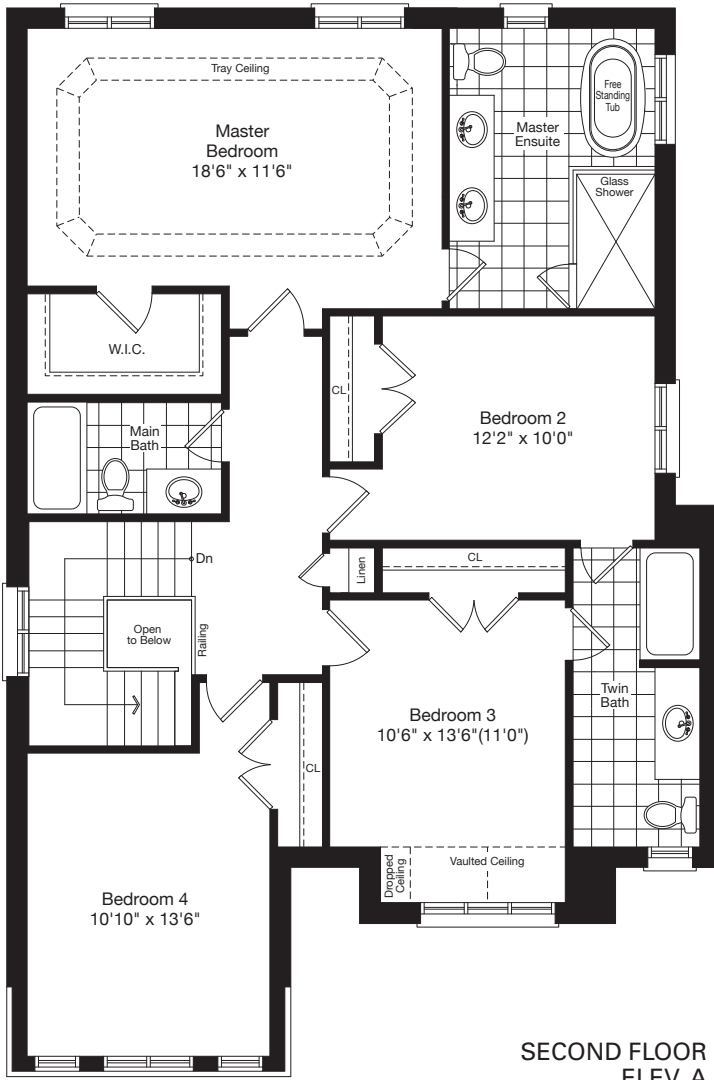 Tray Ceiling
Master
Bedroom
18'6" x 11'6"
Master
Ensuite
Free
Standing
Tub
Glass
Shower
W.I.C.
CL
Bedroom 2
12'2" x 10'0"
Main
Bath
Dn
Linen
CL
Open
to Below
Railing
Bedroom 3
10'6" x 13'6"(11'0")
Twin
Bath
CL
Dropped
Ceiling
Vaulted Ceiling
Bedroom 4
10'10" x 13'6"
SECOND FLOOR
ELEV. A